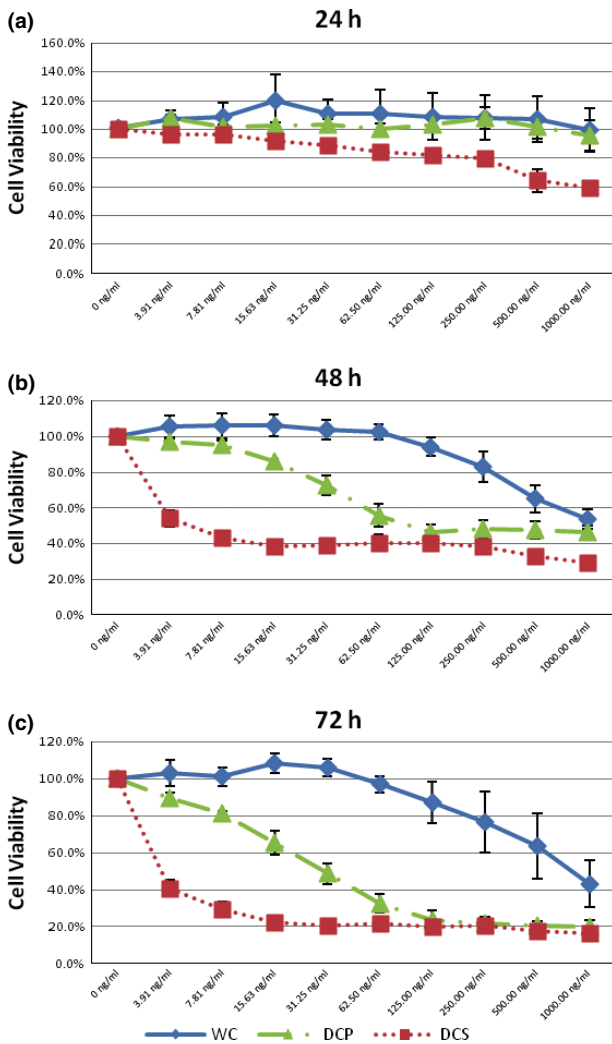 (a)
24 h
160.0%
140.0%
120.0%
100.0%
80.0%
60.0%
40.0%
20.0%
0.0%
Cell Viability
0 ng/ml
3.91 ng/ml
7.81 ng/ml
15.63 ng/ml
31.25 ng/ml
62.50 ng/ml
125.00 ng/ml
250.00 ng/ml
500.00 ng/ml
1000.00 ng/ml
(b)
48 h
120.0%
100.0%
80.0%
60.0%
40.0%
20.0%
0.0%
Cell Viability
0 ng/ml
3.91 ng/ml
7.81 ng/ml
15.63 ng/ml
31.25 ng/ml
62.50 ng/ml
125.00 ng/ml
250.00 ng/ml
500.00 ng/ml
1000.00 ng/ml
(c)
72 h
120.0%
100.0%
80.0%
60.0%
40.0%
20.0%
0.0%
Cell Viability
0 ng/ml
3.91 ng/ml
7.81 ng/ml
15.63 ng/ml
31.25 ng/ml
62.50 ng/ml
125.00 ng/ml
250.00 ng/ml
500.00 ng/ml
1000.00 ng/ml
WC DCP DCS